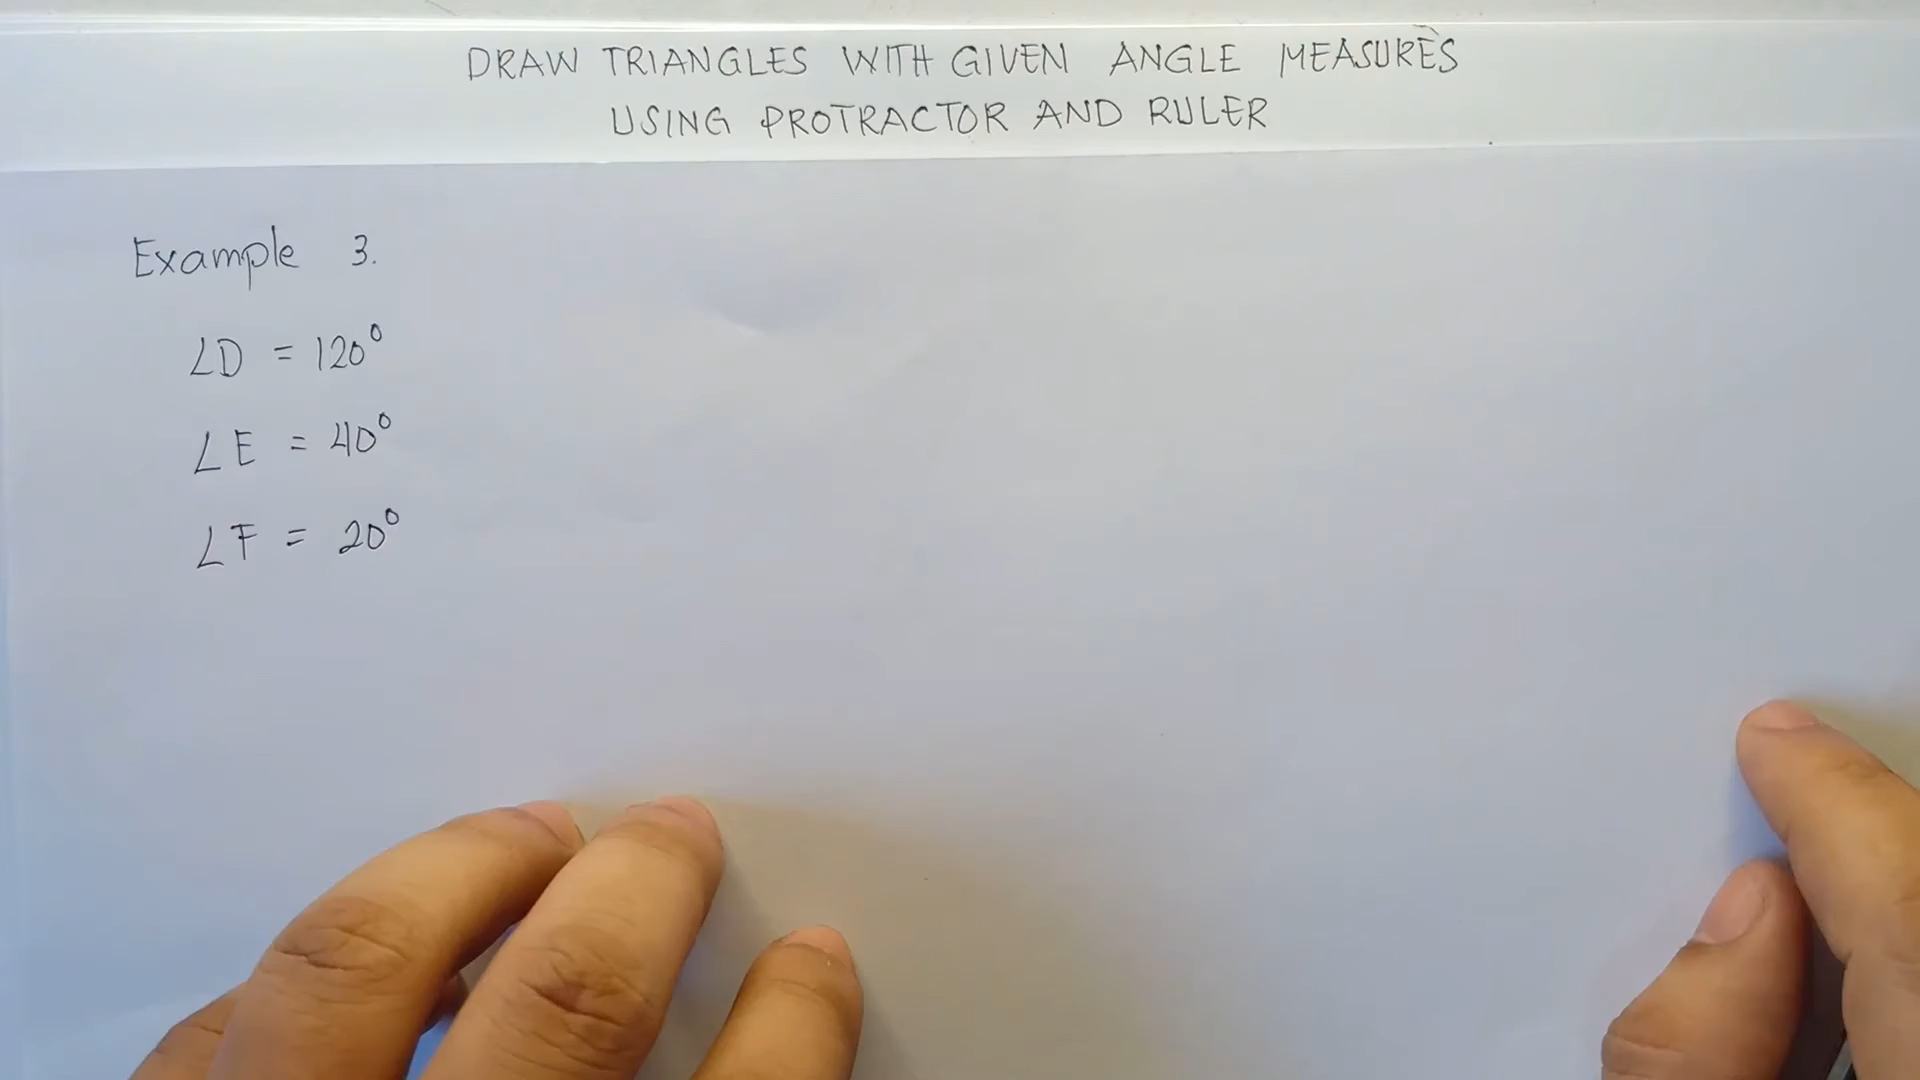 DRAW TRIANGLES WITH GIVEN ANGLE MEASURES
USING PROTRACTOR AND RULER
Example 3.
∠D = 120°
∠E = 40°
∠F = 20°